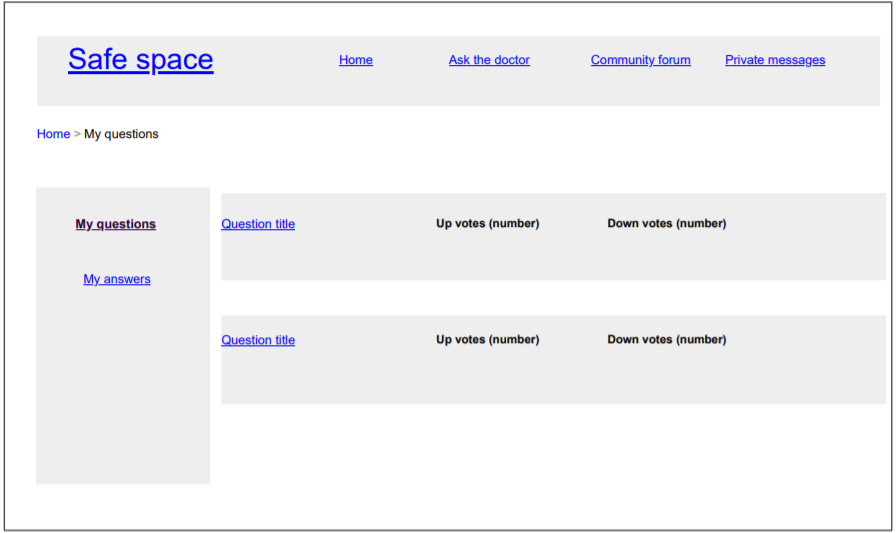 Safe space Home Ask the doctor Community forum Private messages
Home > My questions
My questions
My answers
Question title Up votes (number) Down votes (number)
Question title Up votes (number) Down votes (number)